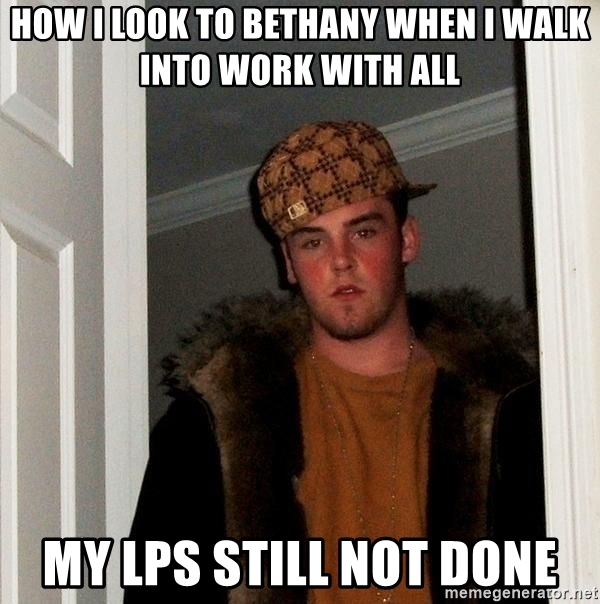 HOW I LOOK TO BETHANY WHEN I WALK
INTO WORK WITH ALL
MY LPS STILL NOT DONE
memegenerator.net